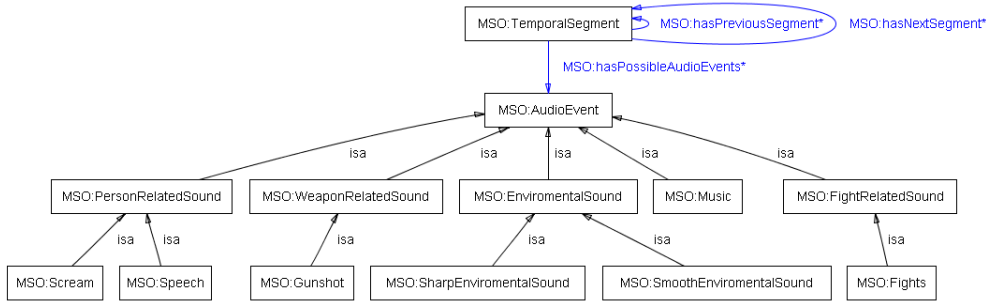 MSO:TemporalSegment
MSO:hasPreviousSegment*
MSO:hasNextSegment*
MSO:hasPossibleAudioEvents*
MSO:AudioEvent
isa
isa
isa
isa
isa
MSO:PersonRelatedSound
MSO:WeaponRelatedSound
MSO:EnviromentalSound
MSO:Music
MSO:FightRelatedSound
isa
isa
isa
isa
isa
isa
MSO:Scream
MSO:Speech
MSO:Gunshot
MSO:SharpEnviromentalSound
MSO:SmoothEnviromentalSound
MSO:Fights